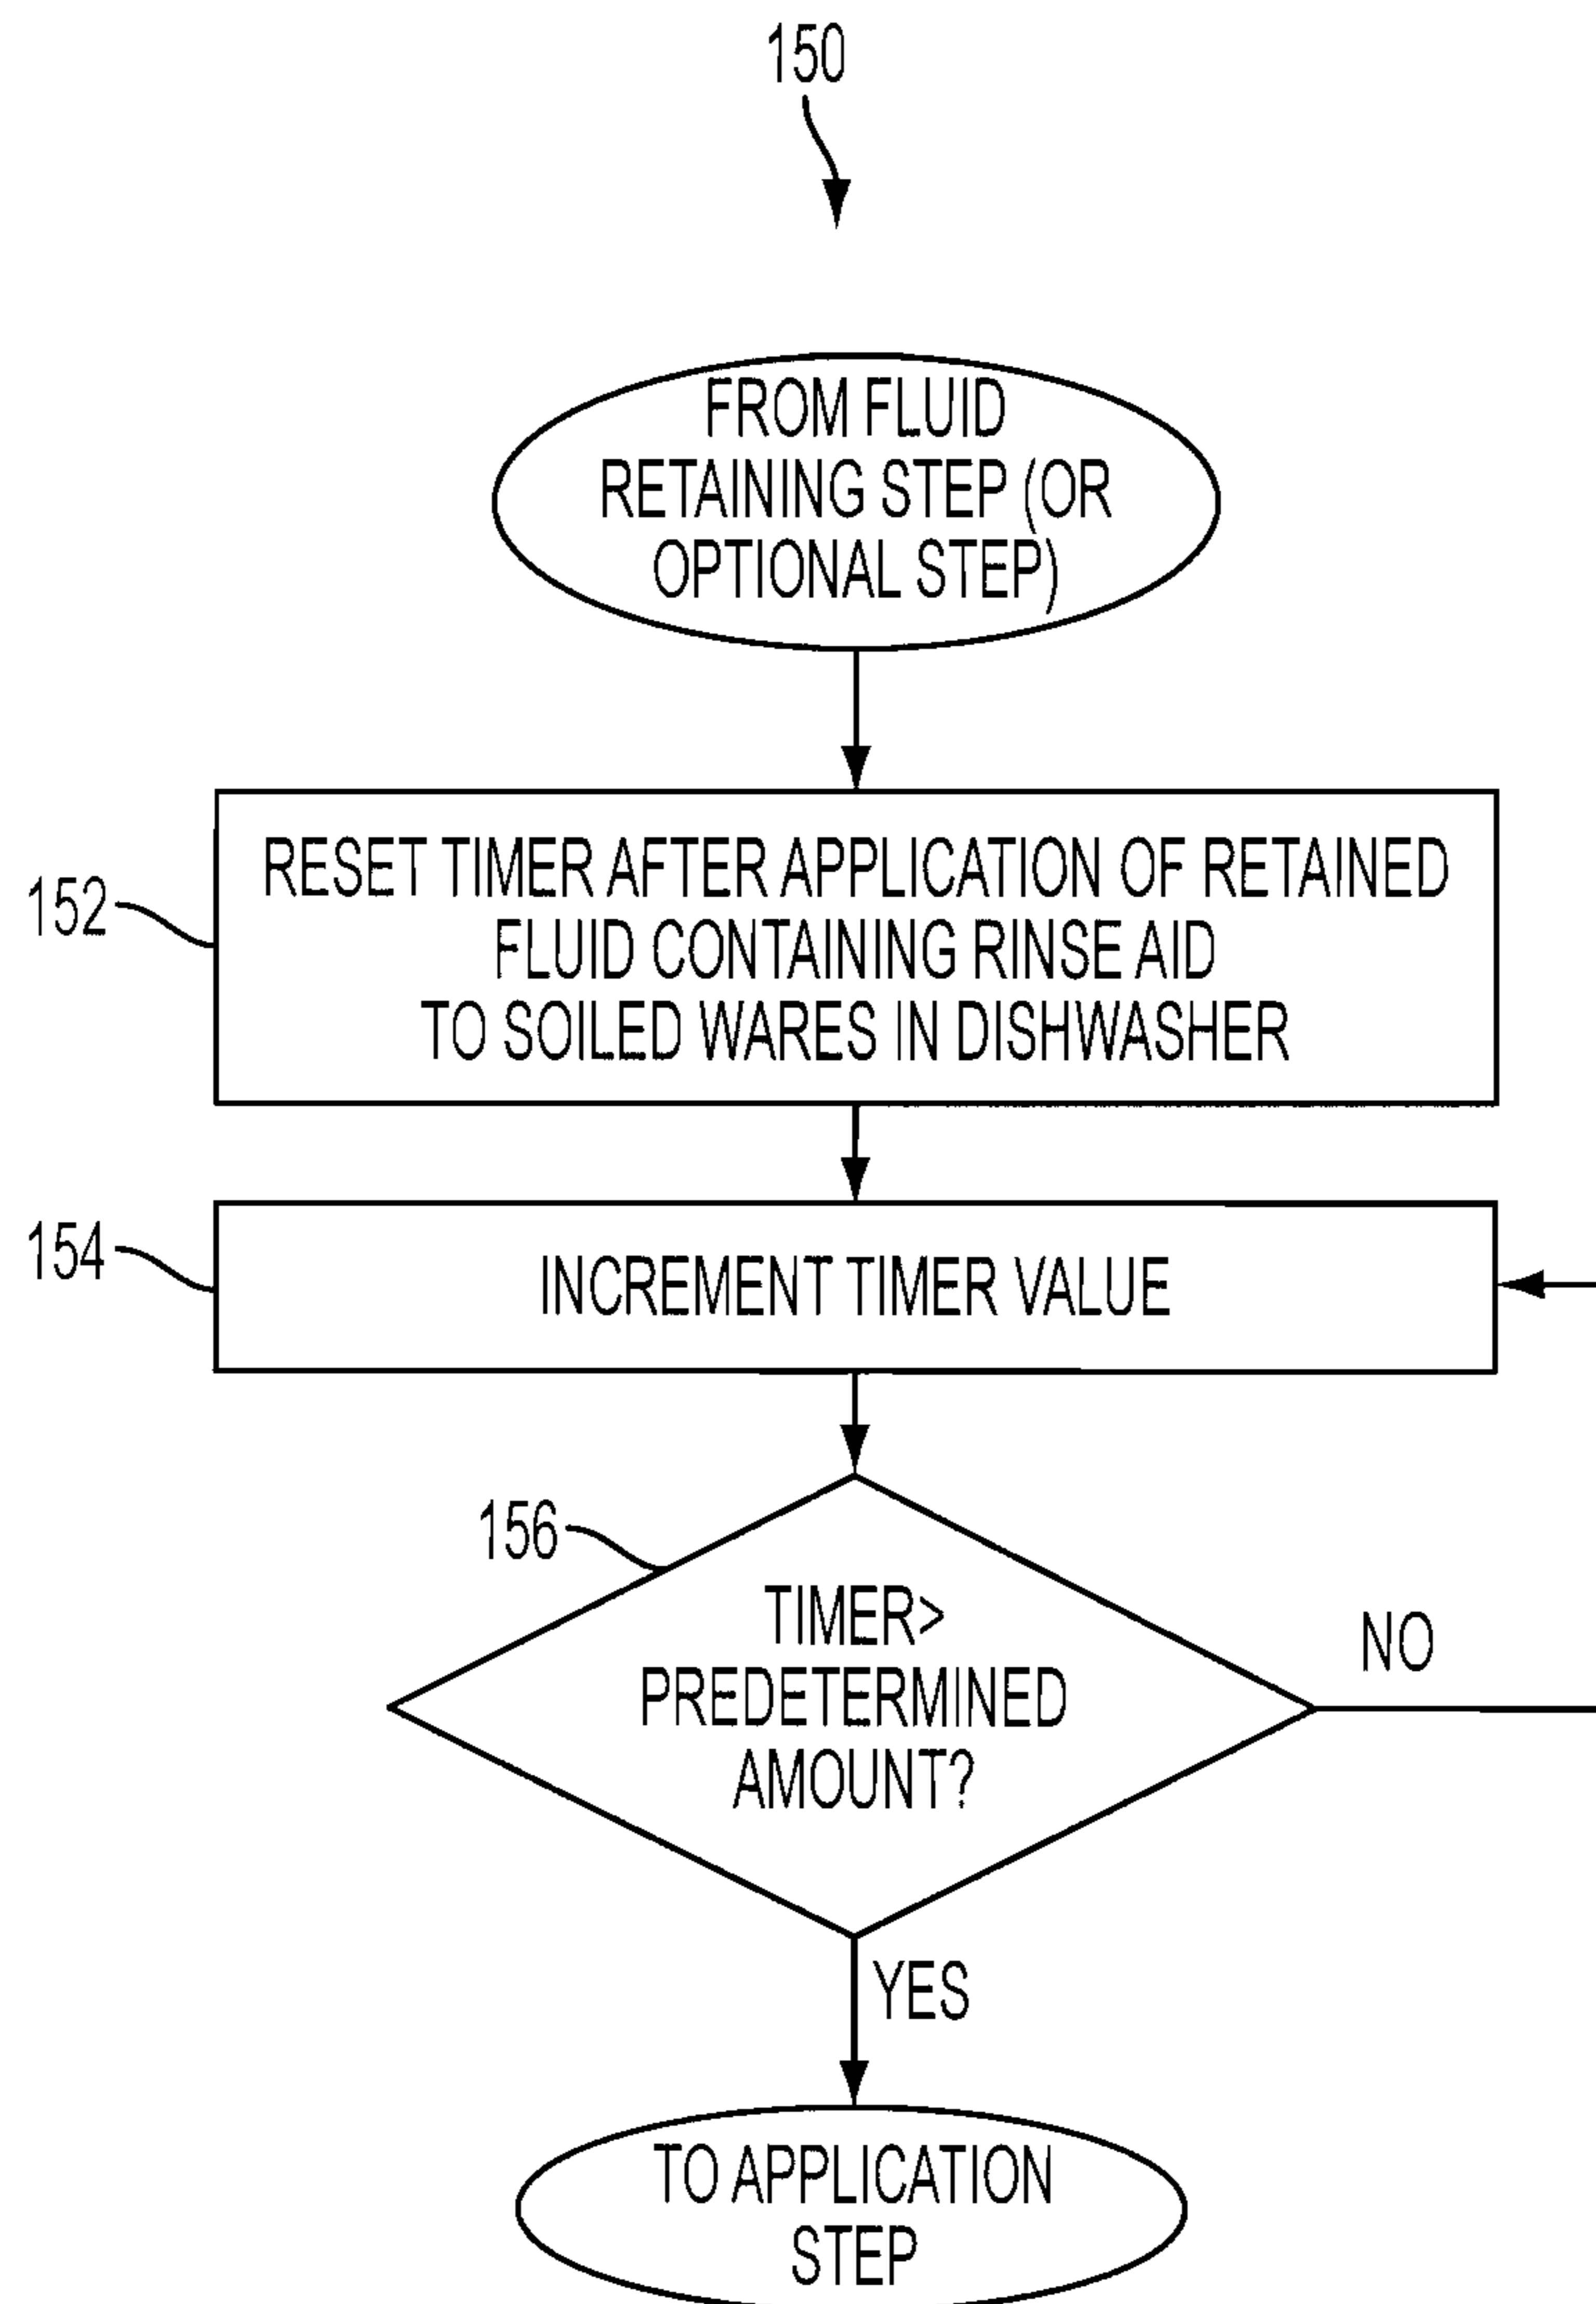 150
FROM FLUID
RETAINING STEP (OR
OPTIONAL STEP)
152
RESET TIMER AFTER APPLICATION OF RETAINED
FLUID CONTAINING RINSE AID
TO SOILED WARES IN DISHWASHER
154
INCREMENT TIMER VALUE
156
TIMER>
PREDETERMINED
AMOUNT?
NO
YES
TO APPLICATION
STEP